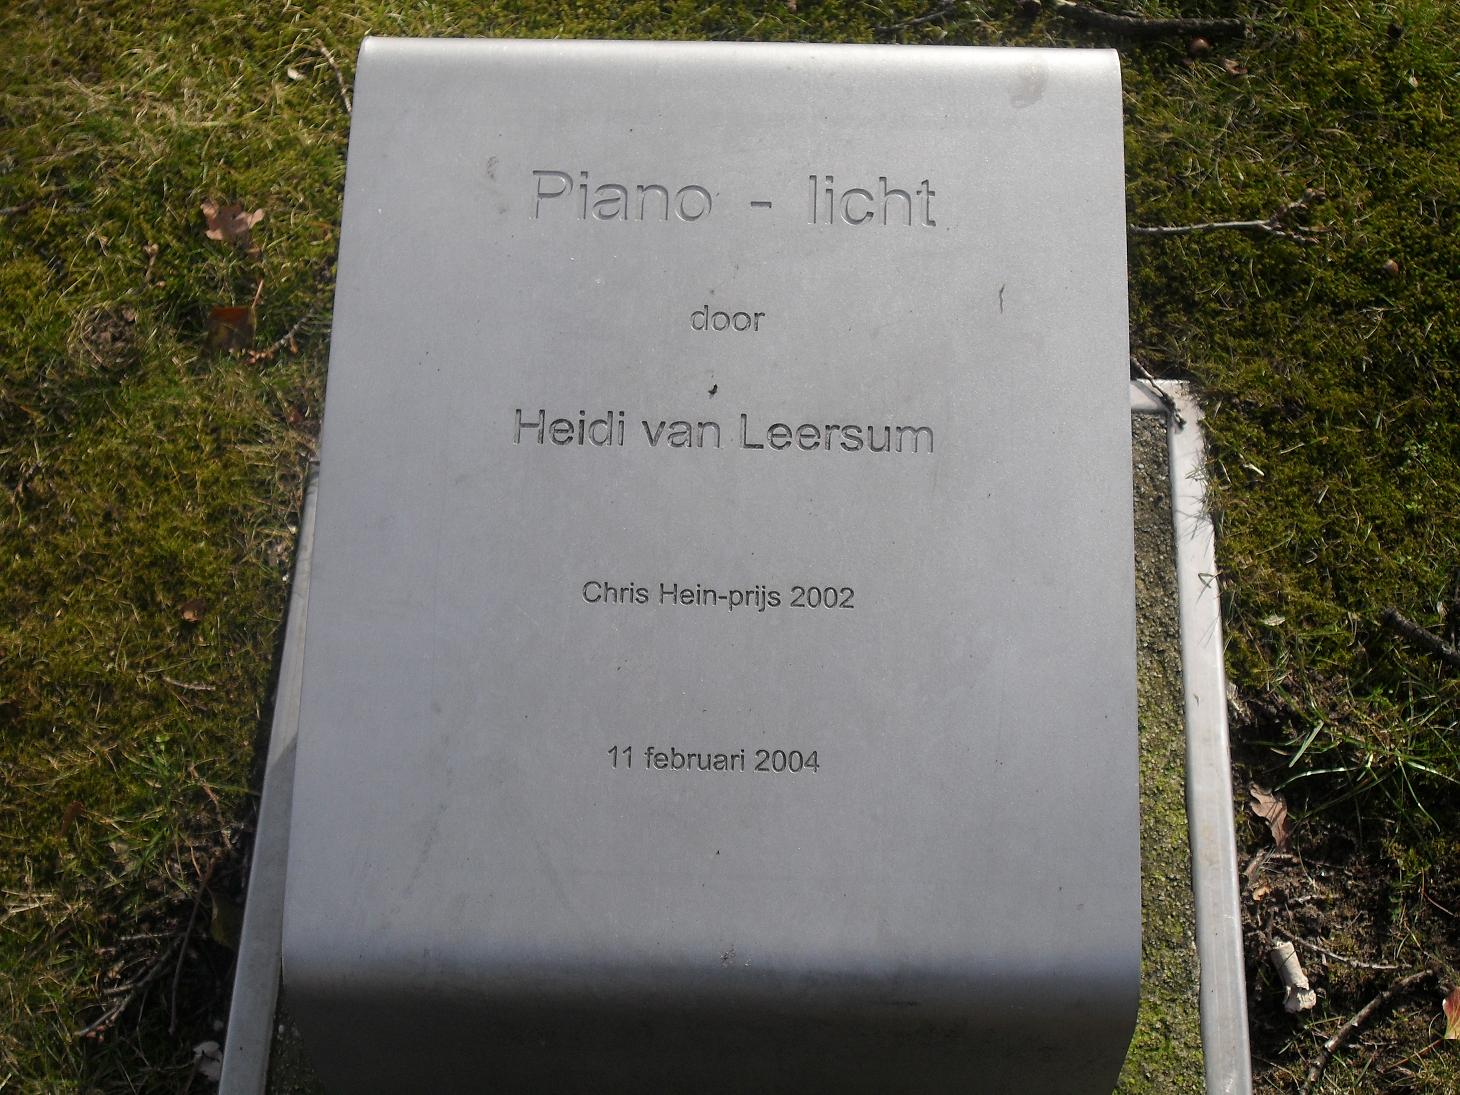 Piano - licht
door
Heidi van Leersum
Chris Hein-prijs 2002
11 februari 2004